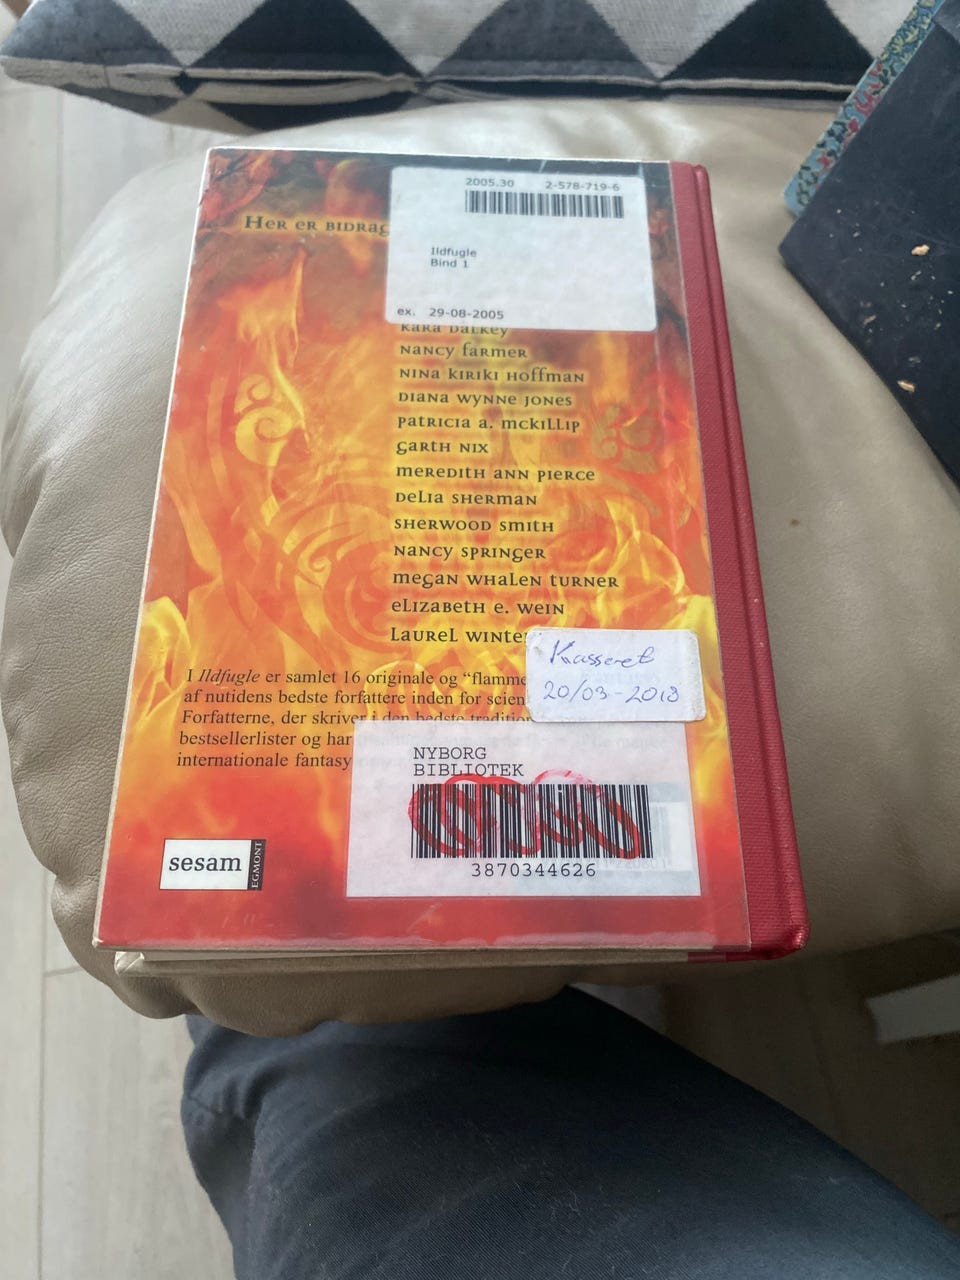 2005.30 2-578-719-6
HER ER BIDRAG
Ildfugle
Bind 1
ex. 29-08-2005
KARA DALKEY
NANCY FARMER
NINA KIRIKI HOFFMAN
DIANA WYNNE JONES
PATRICIA A. MCKILLIP
GARTH NIX
MEREDITH ANN PIERCE
DELIA SHERMAN
SHERWOOD SMITH
NANCY SPRINGER
MEGAN WHALEN TURNER
ELIZABETH E. WEIN
LAUREL WINTE
Kasseret
20/03-2018
I Ildfugle er samlet 16 originale og “flamme
af nutidens bedste forfattere inden for scien
Forfatterne, der skriver i den bedste tradition
bestsellerlister og har
internationale fantasy
NYBORG
BIBLIOTEK
3870344626
sesam
EGMONT